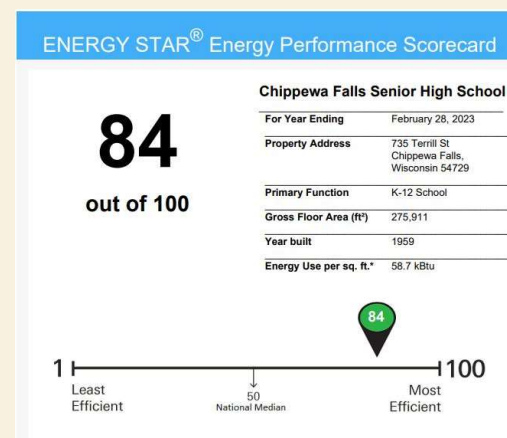 ENERGY STAR® Energy Performance Scorecard
84
out of 100
Chippewa Falls Senior High School
For Year Ending February 28, 2023
Property Address 735 Terrill St
Chippewa Falls,
Wisconsin 54729
Primary Function K-12 School
Gross Floor Area (ft²) 275,911
Year built 1959
Energy Use per sq. ft.* 58.7 kBtu
84
1 100
Least
Efficient
50
National Median
Most
Efficient